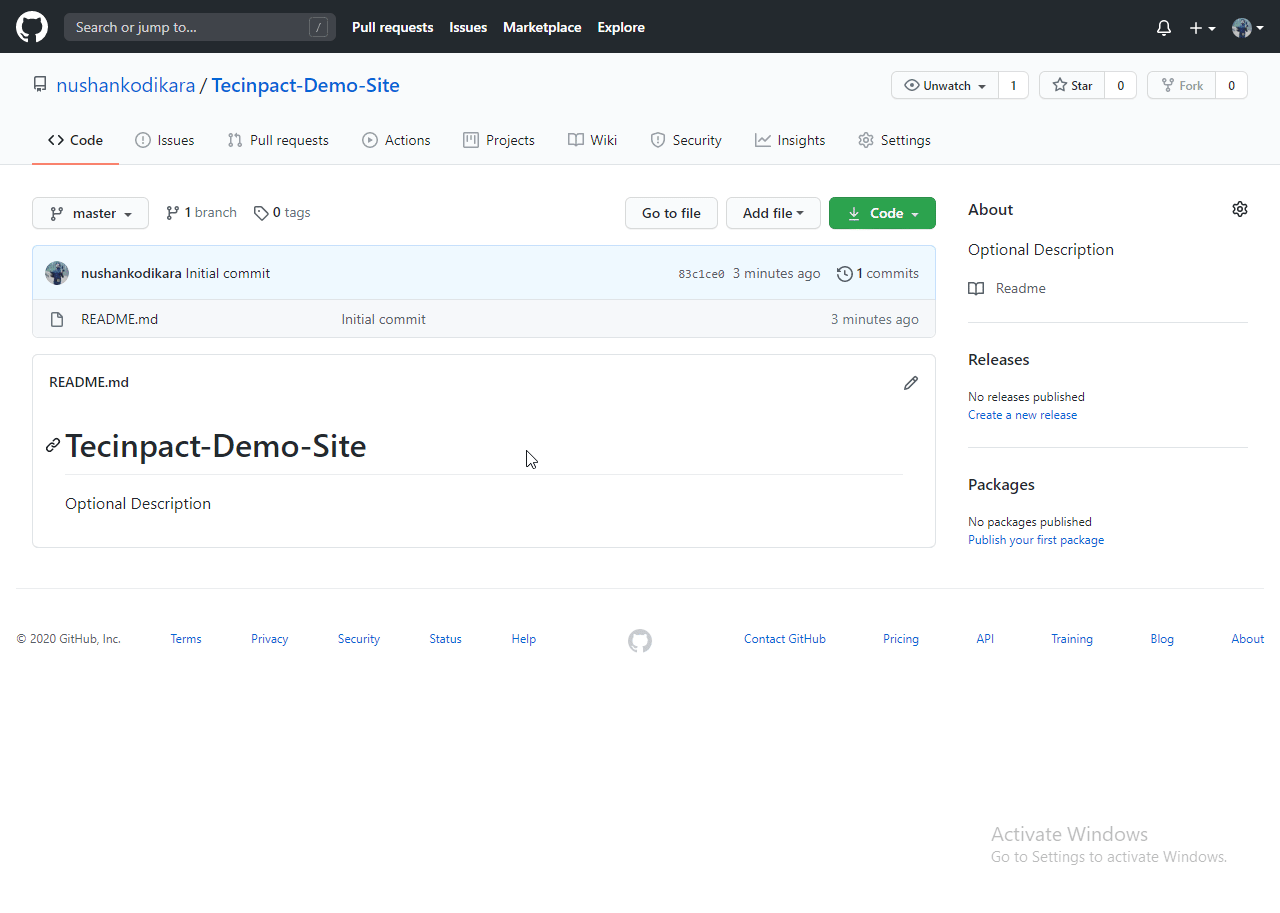 Search or jump to... /
Pull requests Issues Marketplace Explore
nushankodikara / Tecinpact-Demo-Site
Unwatch 1 Star 0 Fork 0
Code Issues Pull requests Actions Projects Wiki Security Insights Settings
master 1 branch 0 tags Go to file Add file Code
nushankodikara Initial commit 83c1ce0 3 minutes ago 1 commits
README.md Initial commit 3 minutes ago
README.md
Tecinpact-Demo-Site
Optional Description
About
Optional Description
Readme
Releases
No releases published
Create a new release
Packages
No packages published
Publish your first package
© 2020 GitHub, Inc. Terms Privacy Security Status Help Contact GitHub Pricing API Training Blog About
Activate Windows
Go to Settings to activate Windows.